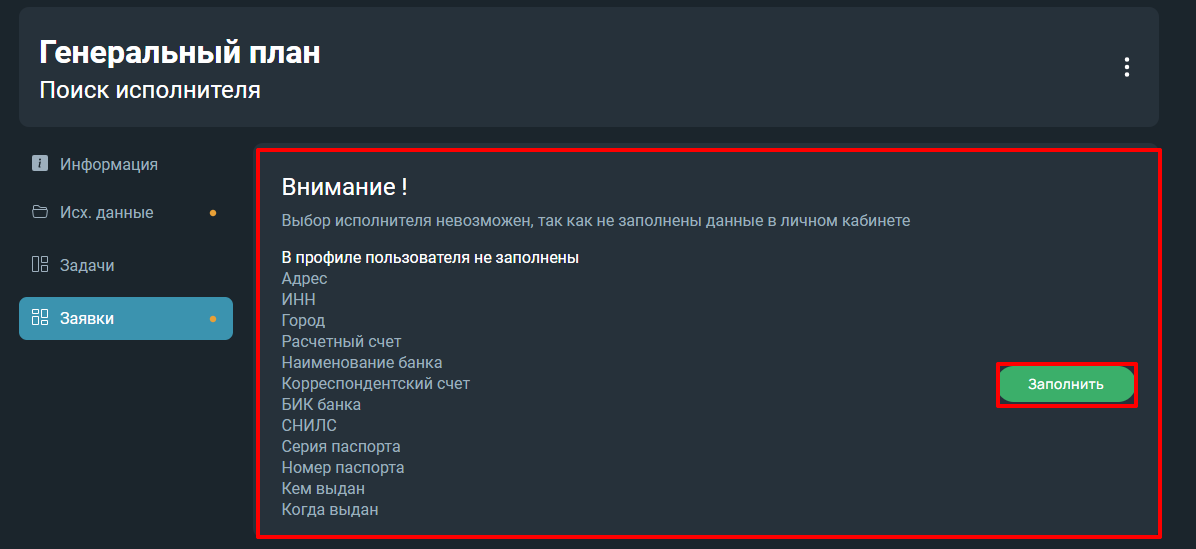 Генеральный план
Поиск исполнителя
Информация
Исх. данные
Задачи
Заявки
Внимание !
Выбор исполнителя невозможен, так как не заполнены данные в личном кабинете
В профиле пользователя не заполнены
Адрес
ИНН
Город
Расчетный счет
Наименование банка
Корреспондентский счет
БИК банка
СНИЛС
Серия паспорта
Номер паспорта
Кем выдан
Когда выдан
Заполнить